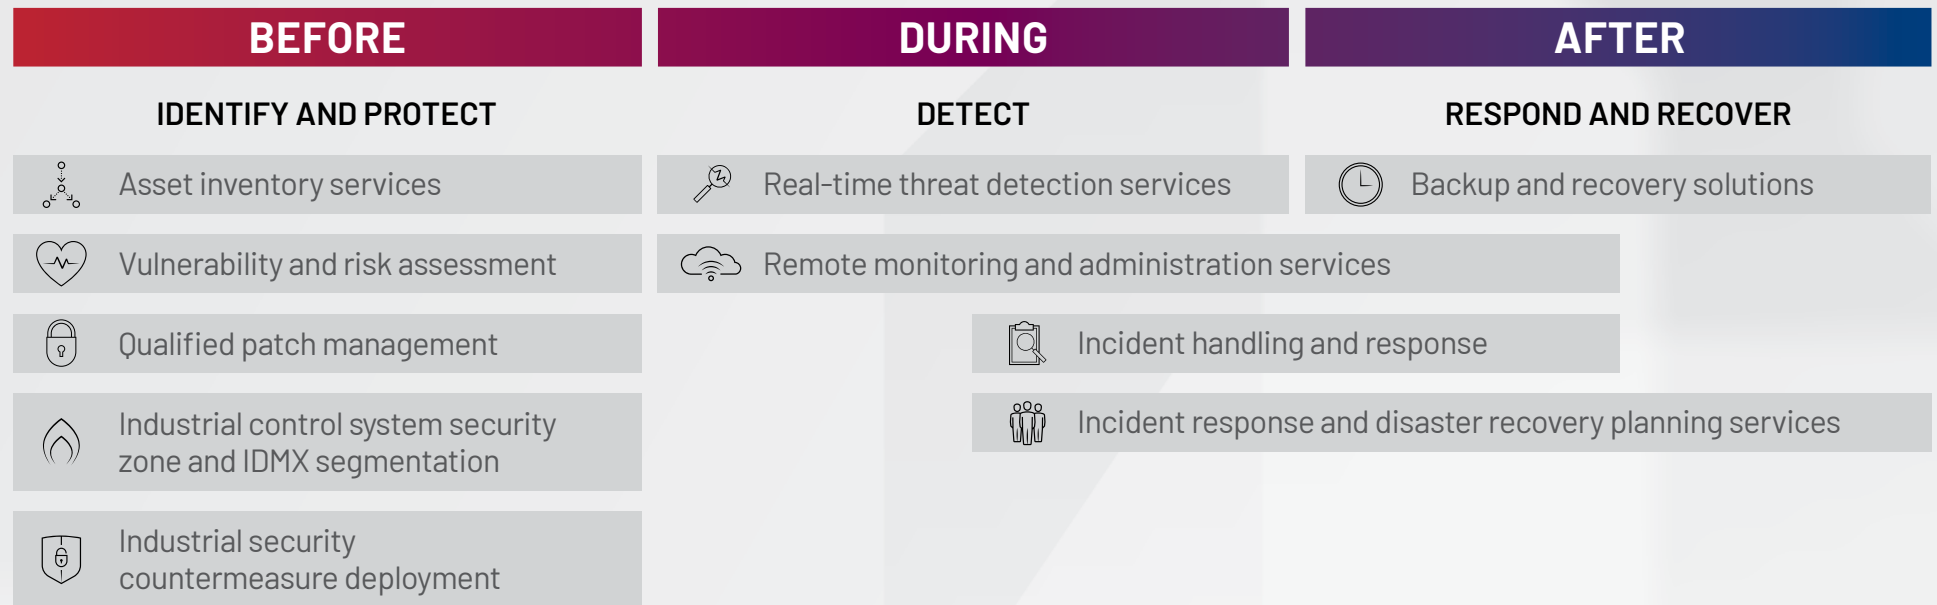 BEFORE
DURING
AFTER
IDENTIFY AND PROTECT
DETECT
RESPOND AND RECOVER
Asset inventory services
Real-time threat detection services
Backup and recovery solutions
Vulnerability and risk assessment
Remote monitoring and administration services
Qualified patch management
Incident handling and response
Industrial control system security
zone and IDMX segmentation
Incident response and disaster recovery planning services
Industrial security
countermeasure deployment